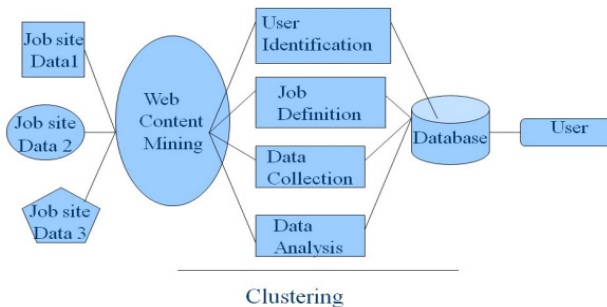 Job site
Data1
Job site
Data 2
Job site
Data 3
Web
Content
Mining
User
Identification
Job
Definition
Data
Collection
Data
Analysis
Database
User
Clustering